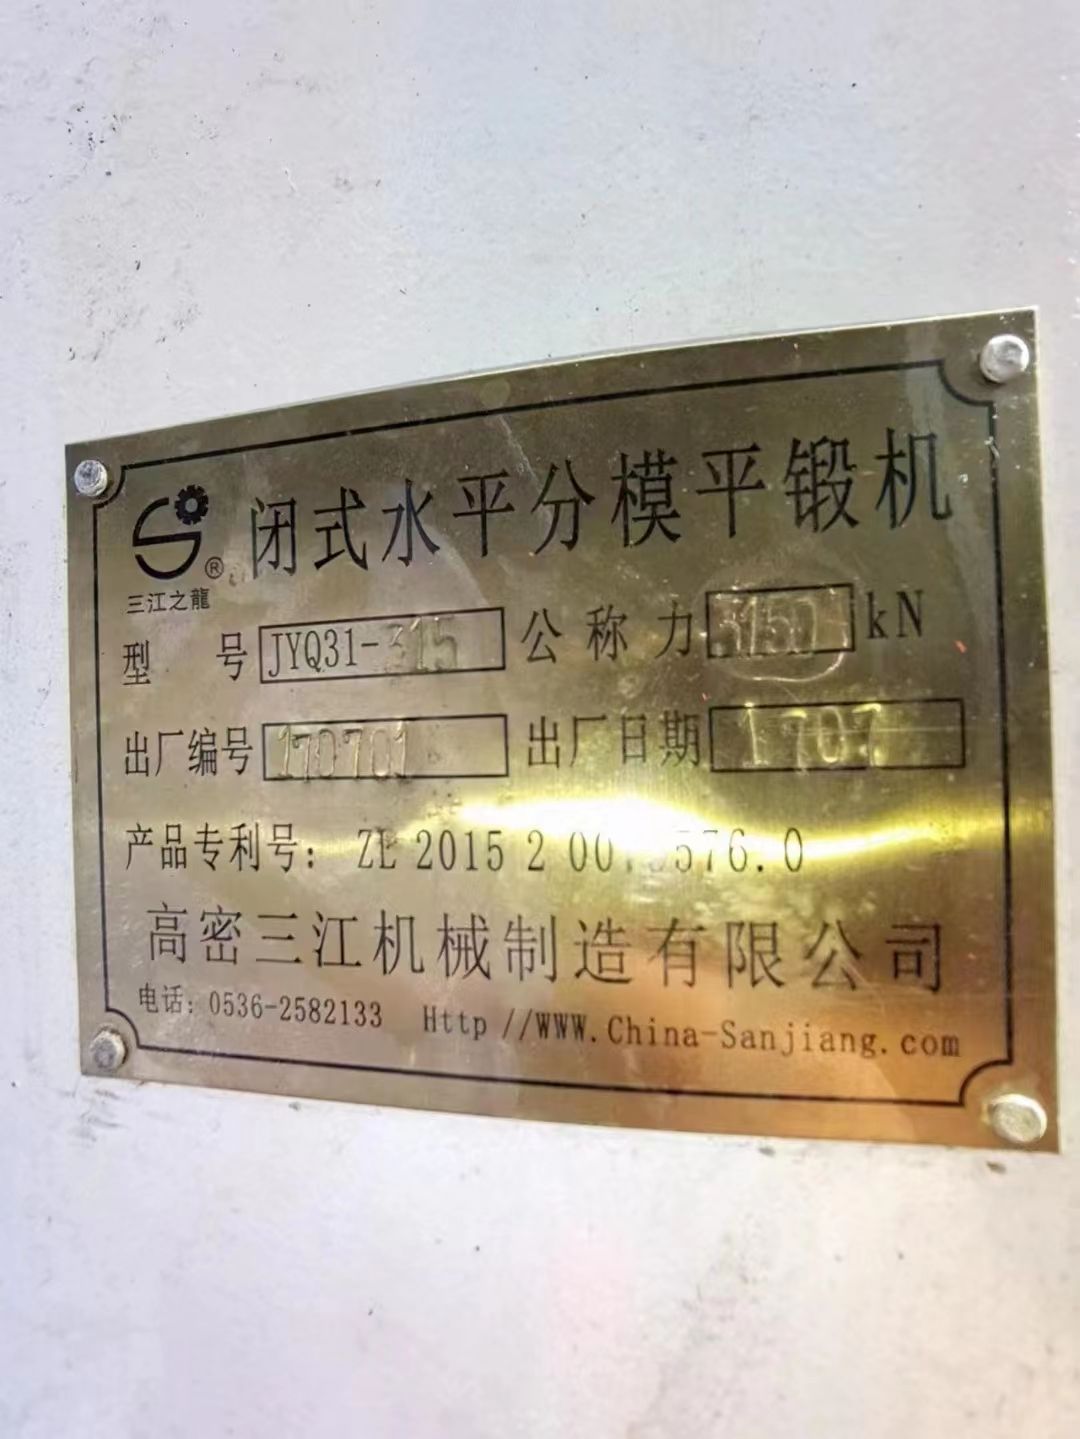 闭式水平分模平锻机
® 三江之龍
型 号 JYQ31-315 公称力 3150 kN
出厂编号 170701 出厂日期 1707
产品专利号: ZL 2015 2
高密三江机械制造有限公司
电话: 0536-2582133 Http //WWW.China-Sanjiang.com